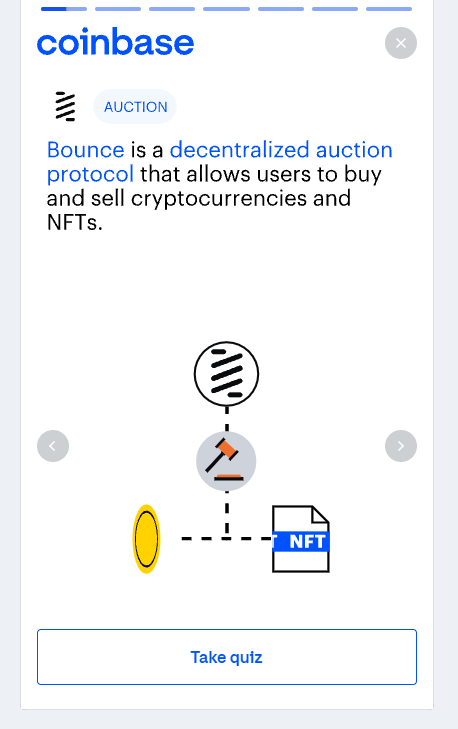 coinbase
AUCTION
Bounce is a decentralized auction
protocol that allows users to buy
and sell cryptocurrencies and
NFTs.
NFT
Take quiz